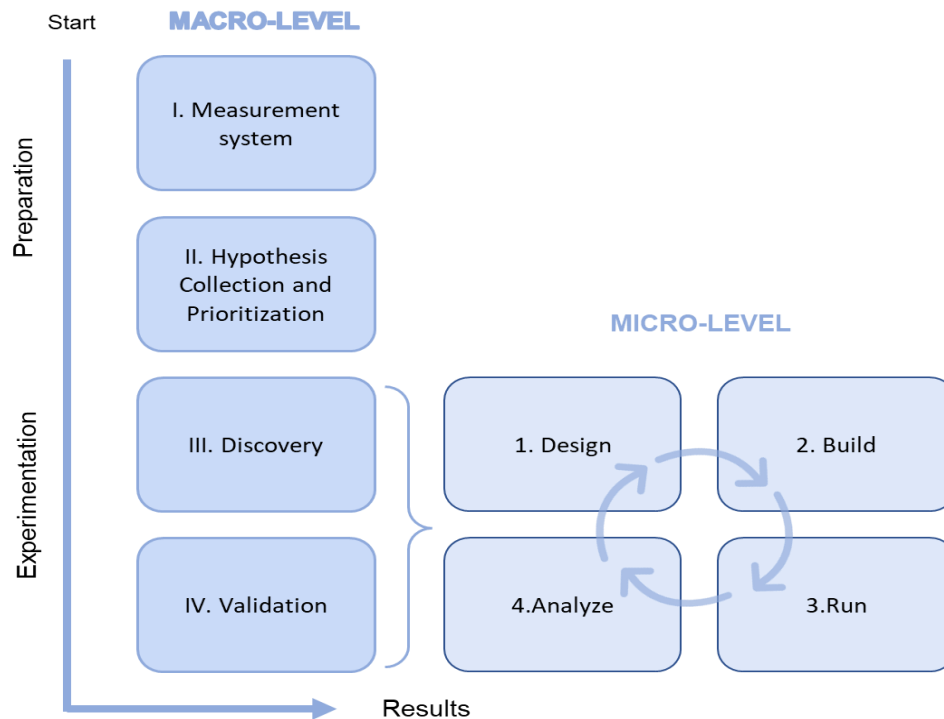 Start
MACRO-LEVEL
Preparation
I. Measurement
system
II. Hypothesis
Collection and
Prioritization
MICRO-LEVEL
Experimentation
III. Discovery
1. Design
2. Build
IV. Validation
4.Analyze
3.Run
Results